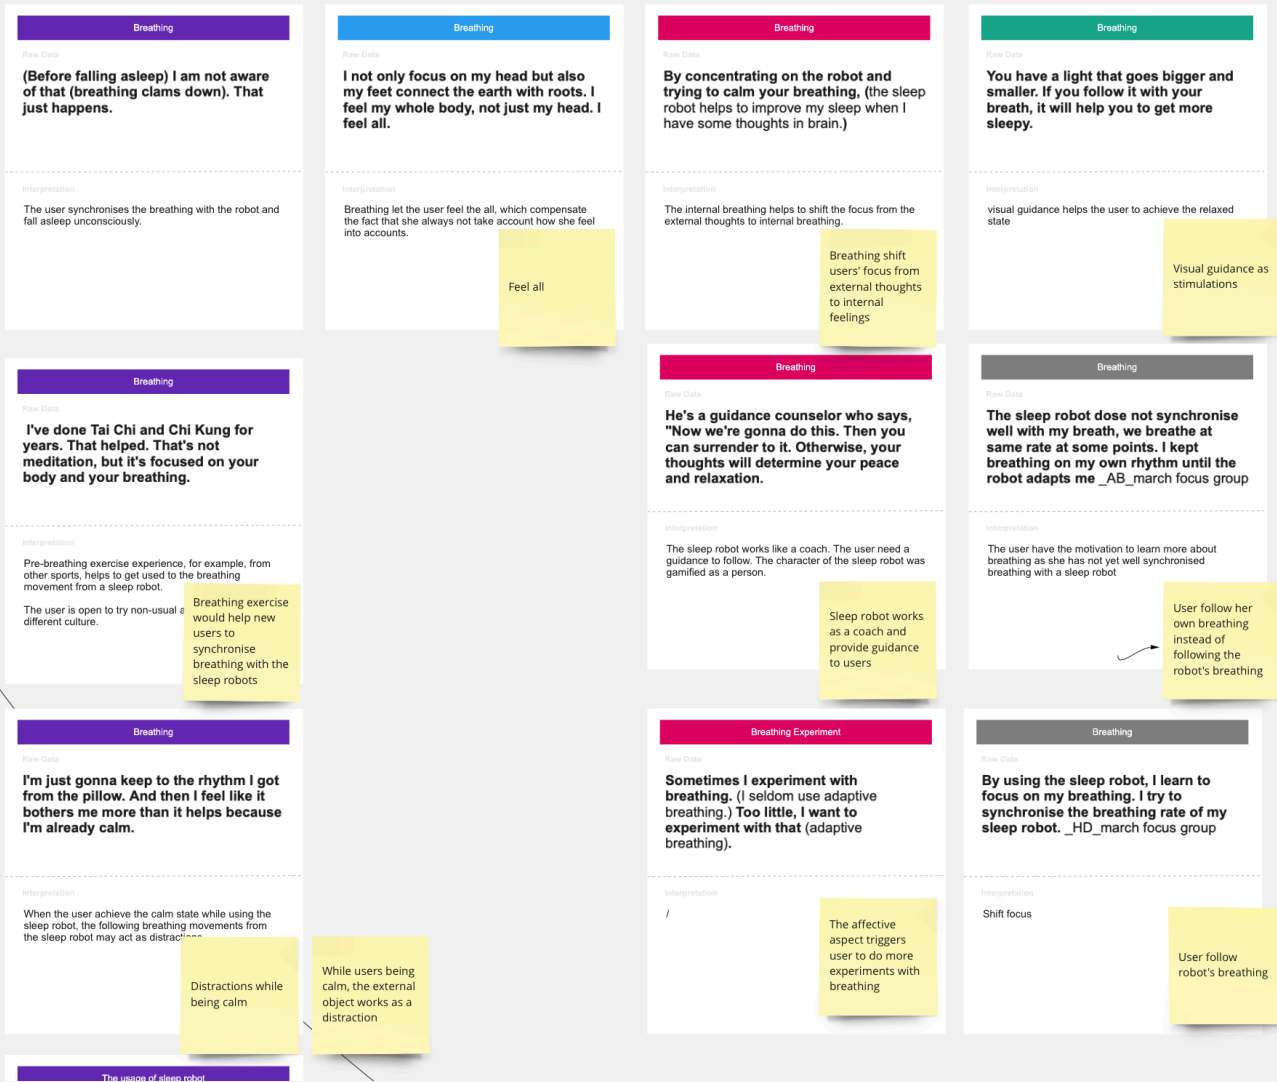 Breathing
Raw Data
(Before falling asleep) I am not aware
of that (breathing clams down). That
just happens.
Interpretation
The user synchronises the breathing with the robot and
fall asleep unconsciously.
Breathing
Raw Data
I not only focus on my head but also
my feet connect the earth with roots. I
feel my whole body, not just my head. I
feel all.
Interpretation
Breathing let the user feel the all, which compensate
the fact that she always not take account how she feel
into accounts.
Feel all
Breathing
Raw Data
By concentrating on the robot and
trying to calm your breathing, (the sleep
robot helps to improve my sleep when I
have some thoughts in brain.)
Interpretation
The internal breathing helps to shift the focus from the
external thoughts to internal breathing.
Breathing shift
users' focus from
external thoughts
to internal
feelings
Breathing
Raw Data
You have a light that goes bigger and
smaller. If you follow it with your
breath, it will help you to get more
sleepy.
Interpretation
visual guidance helps the user to achieve the relaxed
state
Visual guidance as
stimulations
Breathing
Raw Data
I've done Tai Chi and Chi Kung for
years. That helped. That's not
meditation, but it's focused on your
body and your breathing.
Interpretation
Pre-breathing exercise experience, for example, from
other sports, helps to get used to the breathing
movement from a sleep robot.
The user is open to try non-usual a
different culture.
Breathing exercise
would help new
users to
synchronise
breathing with the
sleep robots
Breathing
Raw Data
He's a guidance counselor who says,
"Now we're gonna do this. Then you
can surrender to it. Otherwise, your
thoughts will determine your peace
and relaxation.
Interpretation
The sleep robot works like a coach. The user need a
guidance to follow. The character of the sleep robot was
gamified as a person.
Sleep robot works
as a coach and
provide guidance
to users
Breathing
Raw Data
The sleep robot dose not synchronise
well with my breath, we breathe at
same rate at some points. I kept
breathing on my own rhythm until the
robot adapts me _AB_march focus group
Interpretation
The user have the motivation to learn more about
breathing as she has not yet well synchronised
breathing with a sleep robot
User follow her
own breathing
instead of
following the
robot's breathing
Breathing
Raw Data
I'm just gonna keep to the rhythm I got
from the pillow. And then I feel like it
bothers me more than it helps because
I'm already calm.
Interpretation
When the user achieve the calm state while using the
sleep robot, the following breathing movements from
the sleep robot may act as distractions
Distractions while
being calm
While users being
calm, the external
object works as a
distraction
Breathing Experiment
Raw Data
Sometimes I experiment with
breathing. (I seldom use adaptive
breathing.) Too little, I want to
experiment with that (adaptive
breathing).
Interpretation
/
The affective
aspect triggers
user to do more
experiments with
breathing
Breathing
Raw Data
By using the sleep robot, I learn to
focus on my breathing. I try to
synchronise the breathing rate of my
sleep robot. _HD_march focus group
Interpretation
Shift focus
User follow
robot's breathing
The usage of sleep robot